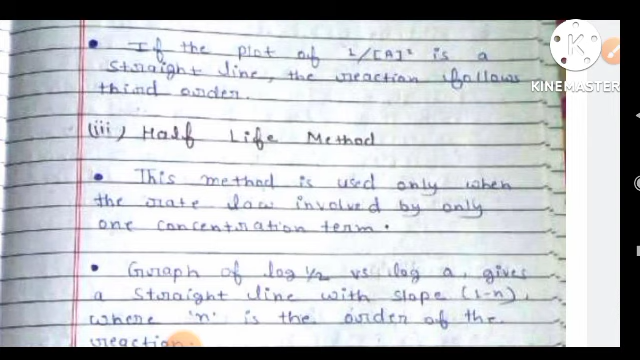 • If the plot of 1/[A]² is a
straight line, the reaction follows
third order.
(iii) Half Life Method
• This method is used only when
the rate law involved by only
one concentration term.
• Graph of log 1/2 vs log a, gives
a straight line with slope (1-n),
where 'n' is the order of the
reaction.
KINEMASTER